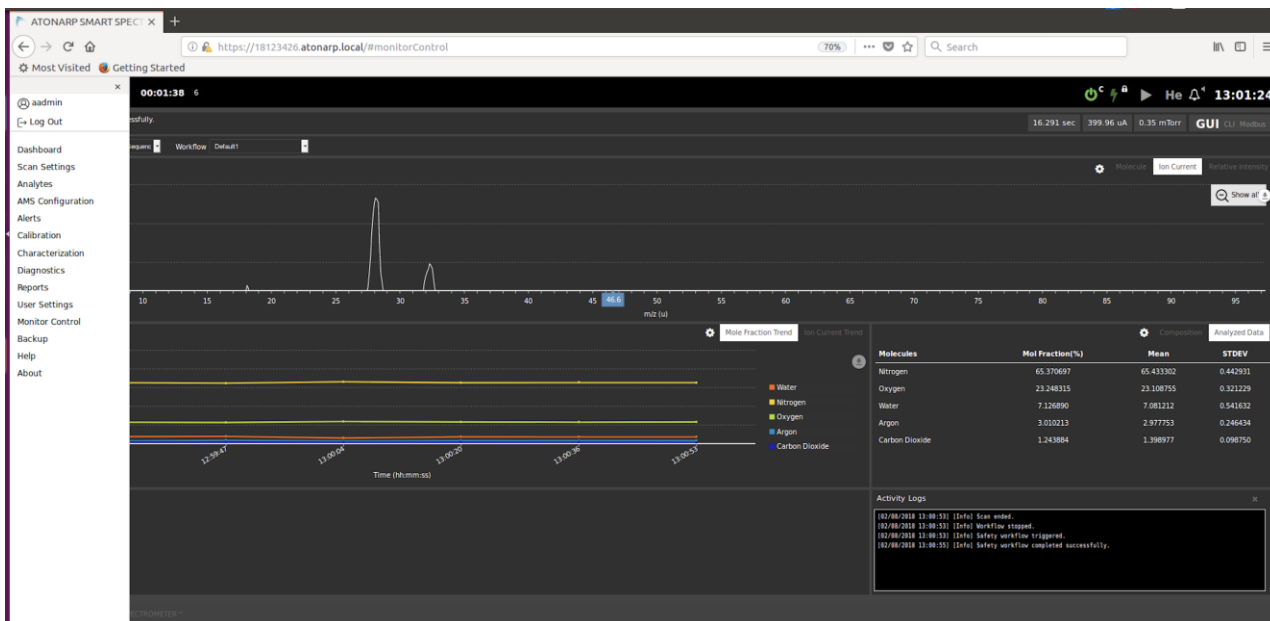 ATONARP SMART SPECT
https://18123426.atonarp.local/#monitorControl
70%
Search
Most Visited Getting Started
aadmin
Log Out
Dashboard
Scan Settings
Analytes
AMS Configuration
Alerts
Calibration
Characterization
Diagnostics
Reports
User Settings
Monitor Control
Backup
Help
About
00:01:38 6
C He 13:01:24
ssfully.
16.291 sec 399.96 uA 0.35 mTorr GUI CLI Modbus
Workflow Default1
Molecule Ion Current Relative Intensity
Show all
10 15 20 25 30 35 40 45 46.6 50 55 60 65 70 75 80 85 90 95
m/z (u)
Mole Fraction Trend Ion Current Trend
Water
Nitrogen
Oxygen
Argon
Carbon Dioxide
12:59:47 13:00:04 13:00:20 13:00:36 13:00:53
Time (hh:mm:ss)
Composition Analyzed Data
Molecules Mol Fraction(%) Mean STDEV
Nitrogen 65.370697 65.433302 0.442931
Oxygen 23.248315 23.108755 0.321229
Water 7.126890 7.081212 0.541632
Argon 3.010213 2.977753 0.246434
Carbon Dioxide 1.243884 1.398977 0.098750
Activity Logs
[02/08/2018 13:00:53] [Info] Scan ended.
[02/08/2018 13:00:53] [Info] Workflow stopped.
[02/08/2018 13:00:53] [Info] Safety workflow triggered.
[02/08/2018 13:00:55] [Info] Safety workflow completed successfully.
ECTROMETER ™